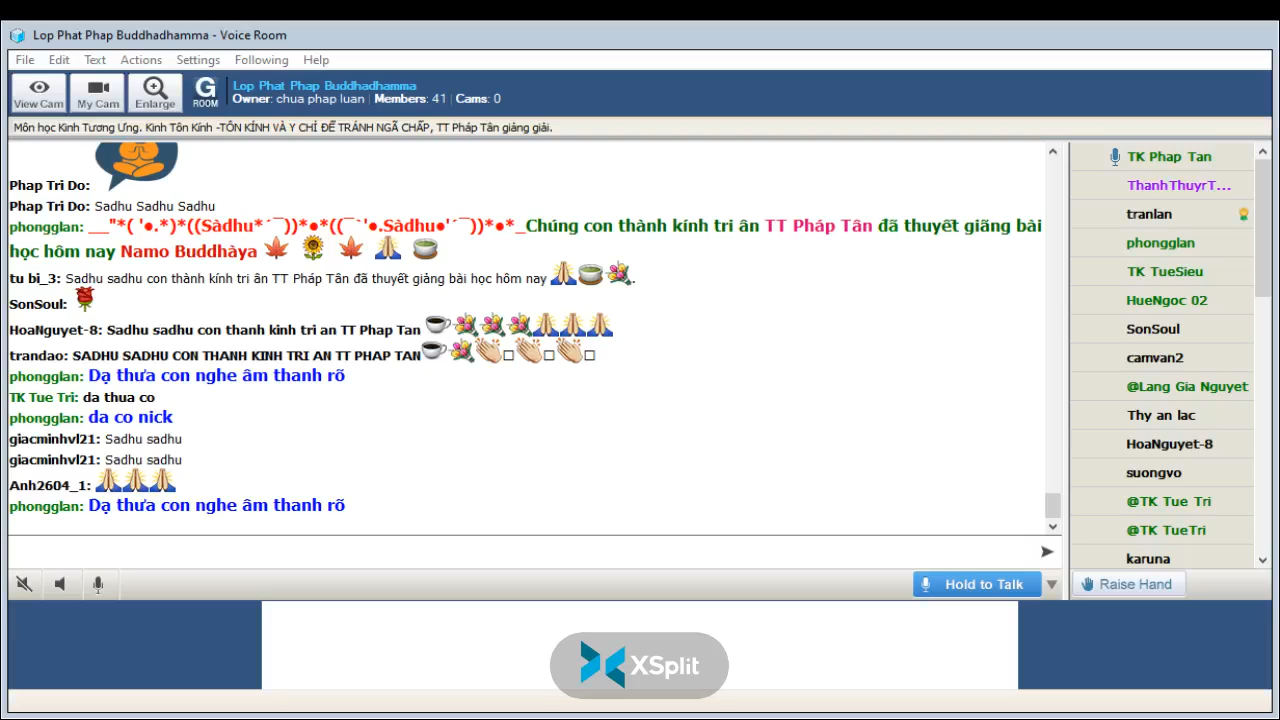 Lop Phat Phap Buddhadhamma - Voice Room
File Edit Text Actions Settings Following Help
View Cam My Cam Enlarge G ROOM
Lop Phat Phap Buddhadhamma
Owner: chua phap luan | Members: 41 | Cams: 0
Môn học Kinh Tương Ưng. Kinh Tôn Kính -TÔN KÍNH VÀ Y CHỈ ĐỂ TRÁNH NGÃ CHẤP, TT Pháp Tân giảng giải.
Phap Tri Do:
Phap Tri Do: Sadhu Sadhu Sadhu
phongglan: __"*( '●.*)*((Sàdhu*´¯))*●*((¯`'●.Sàdhu●'´¯))*●*_Chúng con thành kính tri ân TT Pháp Tân đã thuyết giãng bài
học hôm nay Namo Buddhàya 🍁 🌻 🍁 🙏 🍵
tu bi_3: Sadhu sadhu con thành kính tri ân TT Pháp Tân đã thuyết giảng bài học hôm nay 🙏🍵💐.
SonSoul: 🌹
HoaNguyet-8: Sadhu sadhu con thanh kinh tri an TT Phap Tan ☕💐💐💐🙏🙏🙏
trandao: SADHU SADHU CON THANH KINH TRI AN TT PHAP TAN☕💐👏□👏□👏□
phongglan: Dạ thưa con nghe âm thanh rõ
TK Tue Tri: da thua co
phongglan: da co nick
giacminhvl21: Sadhu sadhu
giacminhvl21: Sadhu sadhu
Anh2604_1: 🙏🙏🙏
phongglan: Dạ thưa con nghe âm thanh rõ
Hold to Talk
TK Phap Tan
ThanhThuyrT...
tranlan
phongglan
TK TueSieu
HueNgoc 02
SonSoul
camvan2
@Lang Gia Nguyet
Thy an lac
HoaNguyet-8
suongvo
@TK Tue Tri
@TK TueTri
karuna
Raise Hand
XSplit